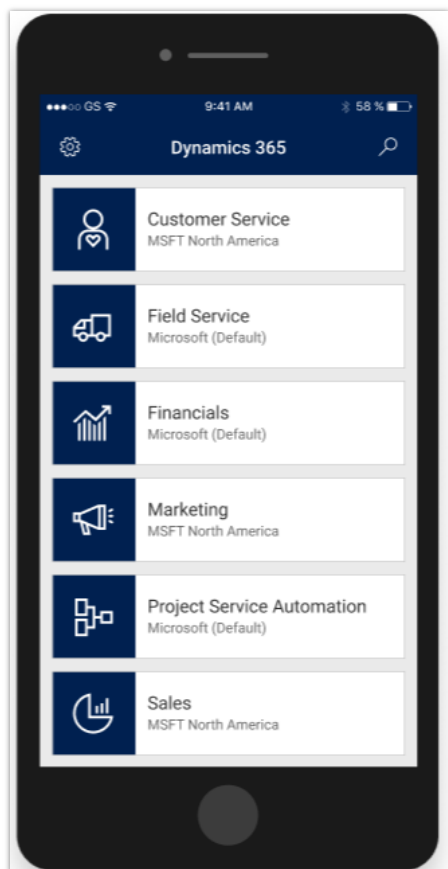 GS 9:41 AM 58 %
Dynamics 365
Customer Service
MSFT North America
Field Service
Microsoft (Default)
Financials
Microsoft (Default)
Marketing
MSFT North America
Project Service Automation
Microsoft (Default)
Sales
MSFT North America